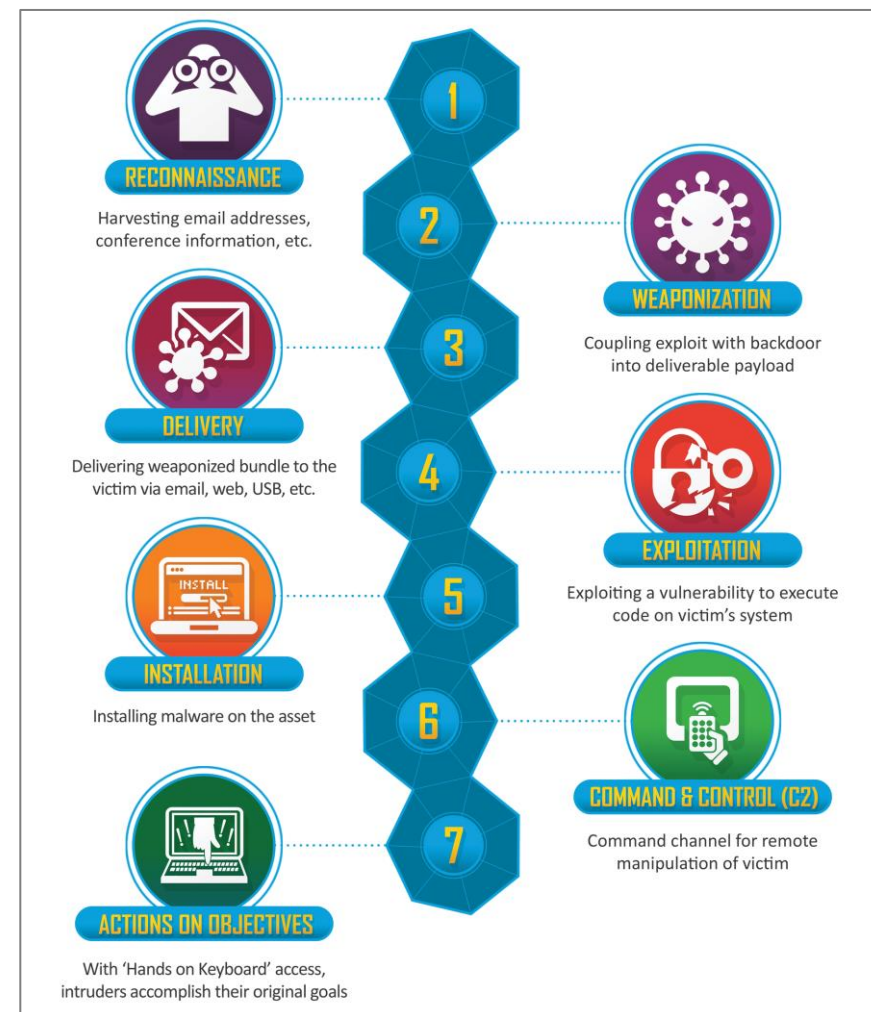 1
RECONNAISSANCE
Harvesting email addresses,
conference information, etc.
2
WEAPONIZATION
Coupling exploit with backdoor
into deliverable payload
3
DELIVERY
Delivering weaponized bundle to the
victim via email, web, USB, etc.
4
EXPLOITATION
Exploiting a vulnerability to execute
code on victim's system
5
INSTALL
INSTALLATION
Installing malware on the asset
6
COMMAND & CONTROL (C2)
Command channel for remote
manipulation of victim
7
ACTIONS ON OBJECTIVES
With ‘Hands on Keyboard’ access,
intruders accomplish their original goals